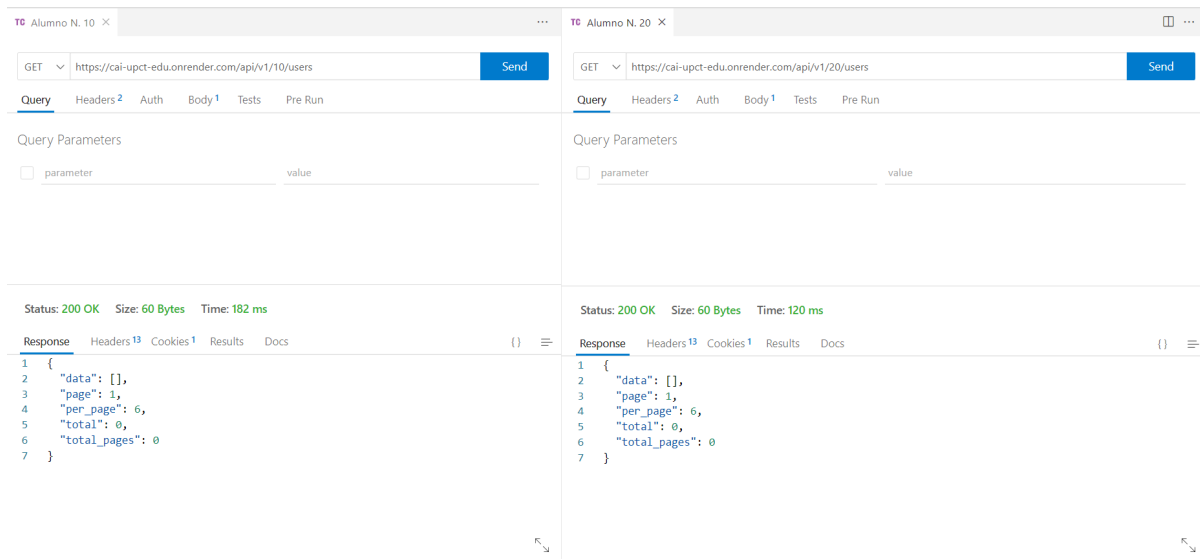 TC Alumno N. 10
GET https://cai-upct-edu.onrender.com/api/v1/10/users Send
Query Headers 2 Auth Body 1 Tests Pre Run
Query Parameters
parameter value
Status: 200 OK Size: 60 Bytes Time: 182 ms
Response Headers 13 Cookies 1 Results Docs { }
1 {
2 "data": [],
3 "page": 1,
4 "per_page": 6,
5 "total": 0,
6 "total_pages": 0
7 }
TC Alumno N. 20
GET https://cai-upct-edu.onrender.com/api/v1/20/users Send
Query Headers 2 Auth Body 1 Tests Pre Run
Query Parameters
parameter value
Status: 200 OK Size: 60 Bytes Time: 120 ms
Response Headers 13 Cookies 1 Results Docs { }
1 {
2 "data": [],
3 "page": 1,
4 "per_page": 6,
5 "total": 0,
6 "total_pages": 0
7 }